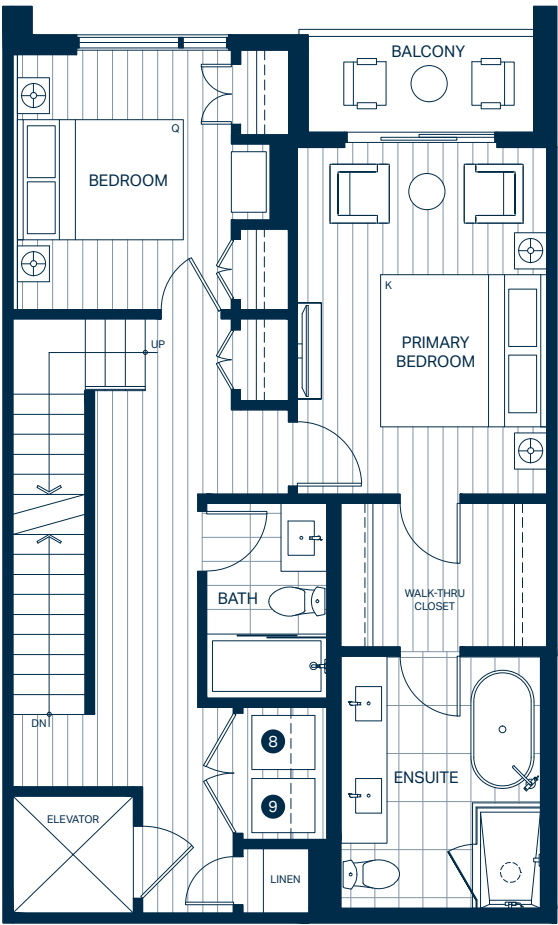 BALCONY
Q
BEDROOM
K
PRIMARY
BEDROOM
UP
BATH
WALK-THRU
CLOSET
DN
8
ENSUITE
9
ELEVATOR
LINEN